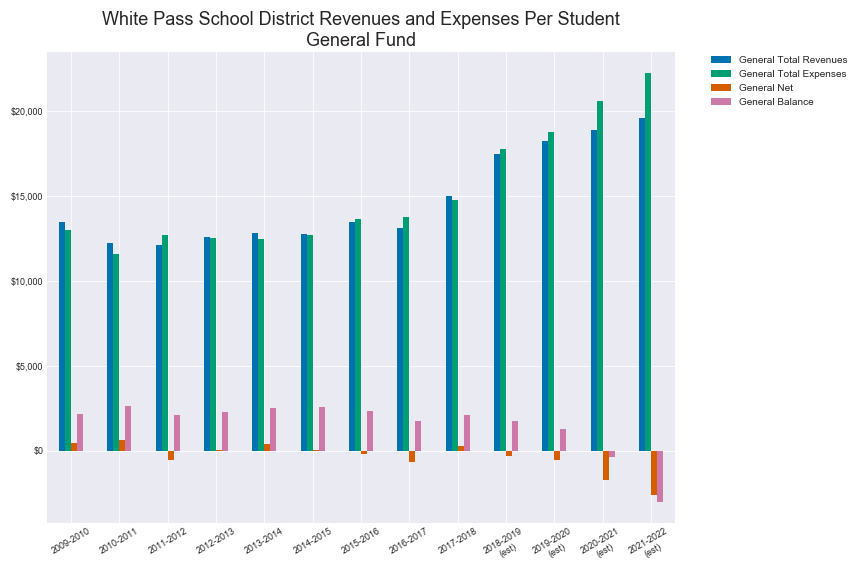 White Pass School District Revenues and Expenses Per Student
General Fund
General Total Revenues
General Total Expenses
General Net
General Balance
$20,000
$15,000
$10,000
$5,000
$0
2009-2010
2010-2011
2011-2012
2012-2013
2013-2014
2014-2015
2015-2016
2016-2017
2017-2018
2018-2019
(est)
2019-2020
(est)
2020-2021
(est)
2021-2022
(est)